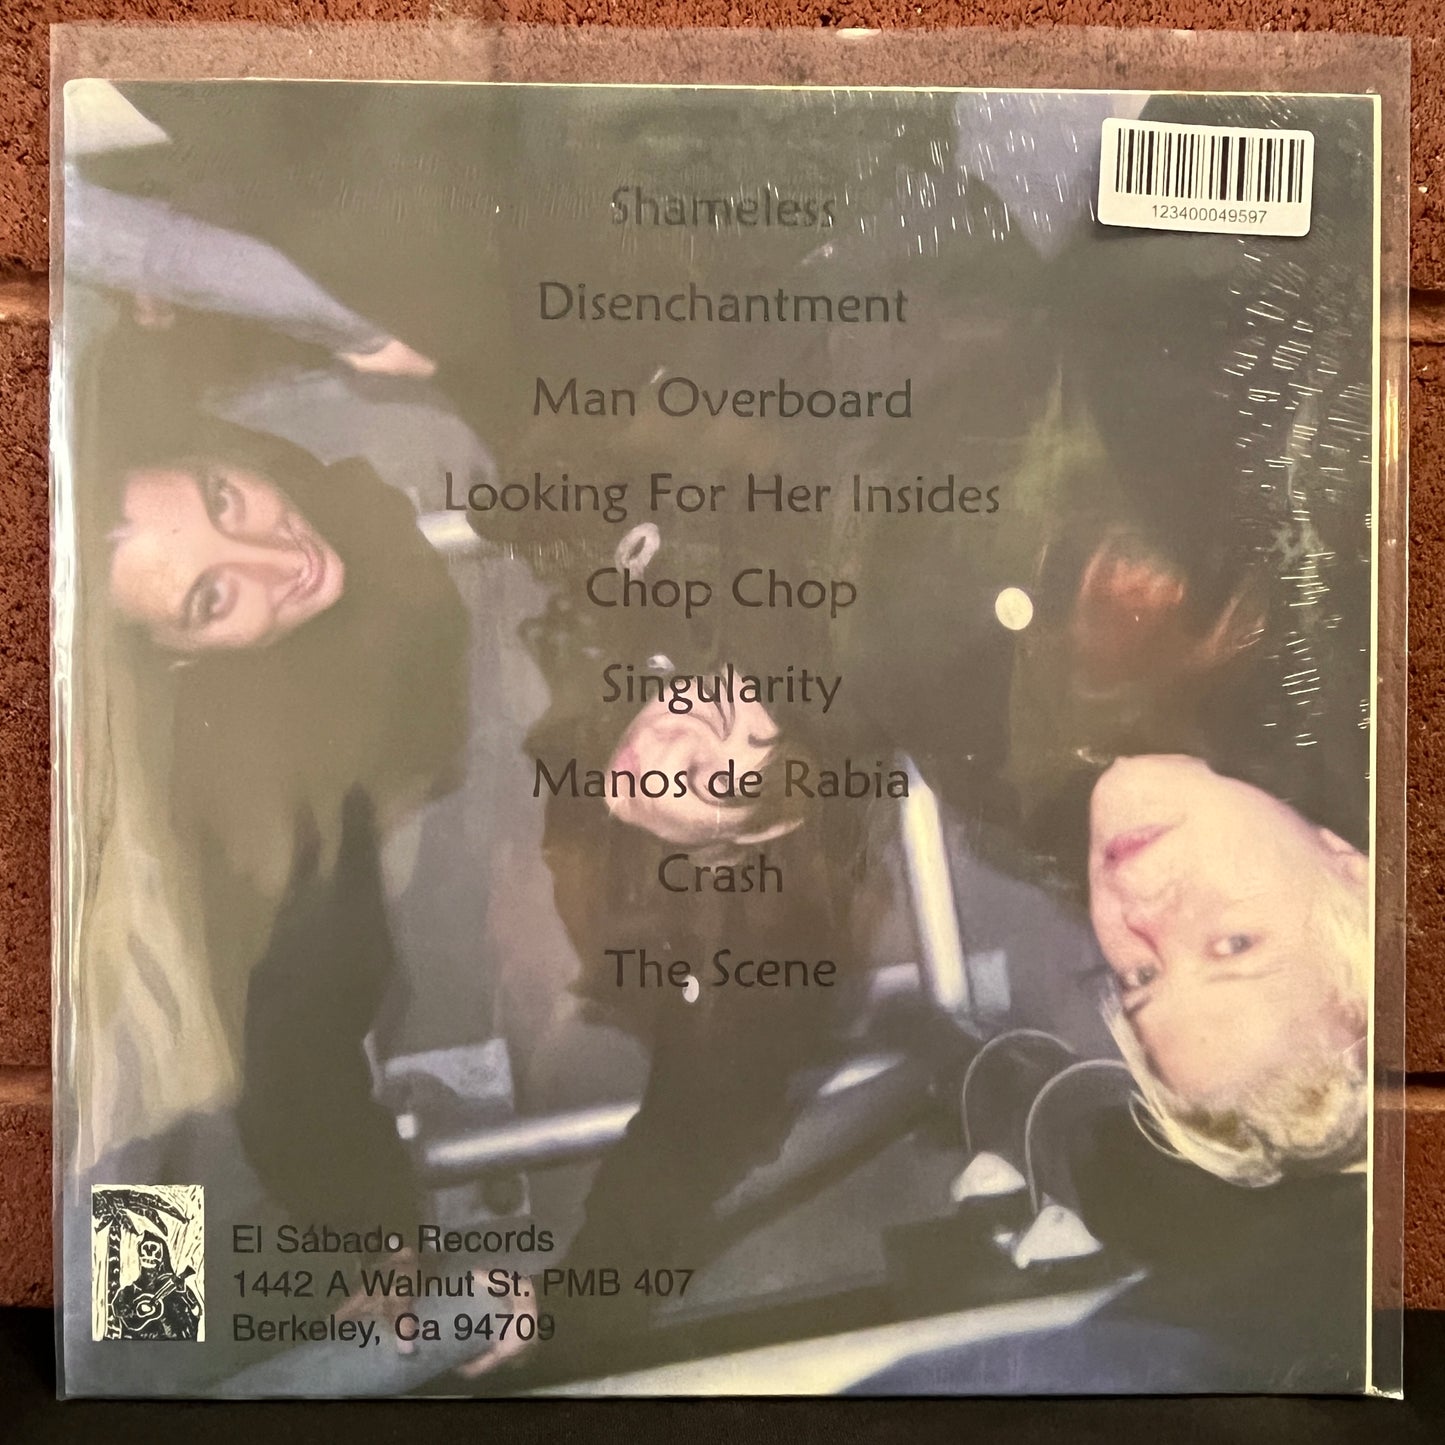 123400049597
Shameless
Disenchantment
Man Overboard
Looking For Her Insides
Chop Chop
Singularity
Manos de Rabia
Crash
The Scene
El Sábado Records
1442 A Walnut St. PMB 407
Berkeley, Ca 94709